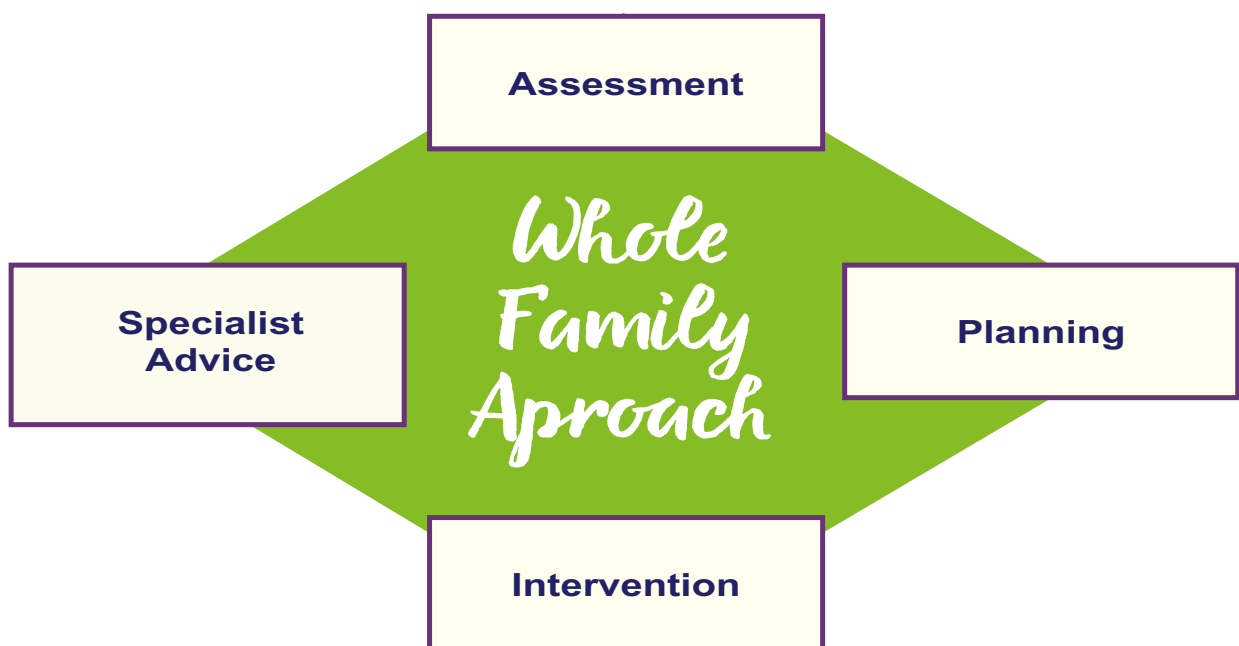 Assessment
Whole
Family
Aproach
Specialist
Advice
Planning
Intervention